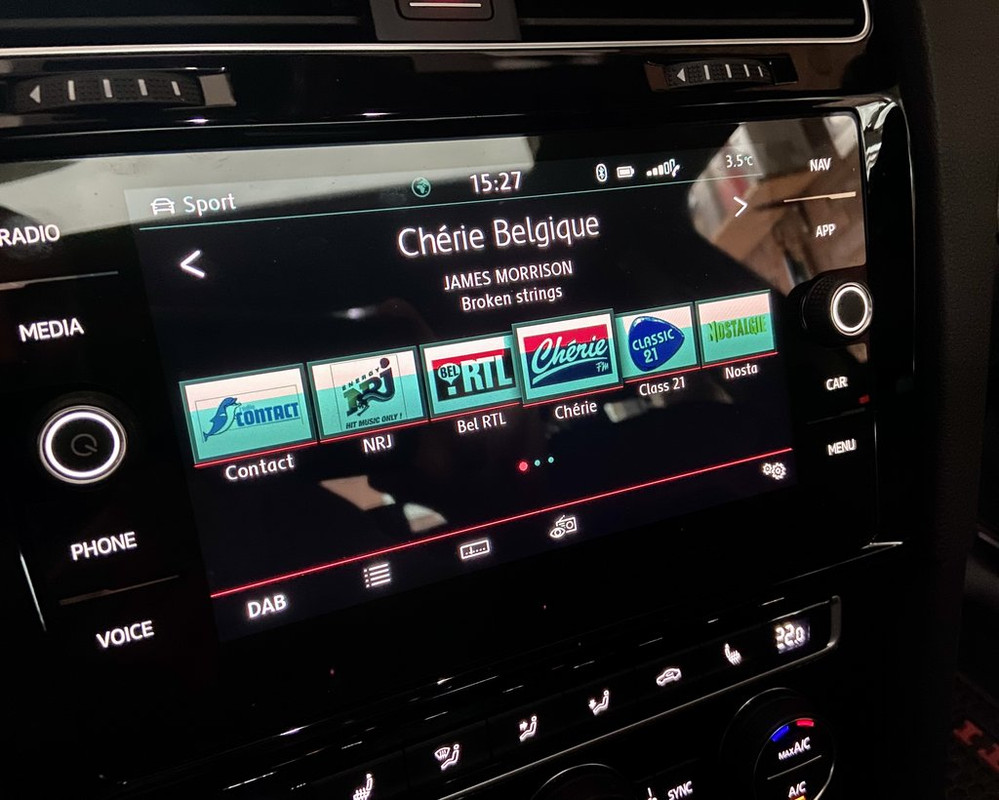 RADIO
MEDIA
PHONE
VOICE
Sport
15:27
3.5°C
Chérie Belgique
JAMES MORRISON
Broken strings
CONTACT
ENERGY
NRJ
HIT MUSIC ONLY !
BEL
RTL
Chérie
FM
CLASSIC
21
NOSTALGIE
Contact
NRJ
Bel RTL
Chérie
Class 21
Nosta
DAB
NAV
APP
CAR
MENU
22.0
MAX A/C
A/C
SYNC